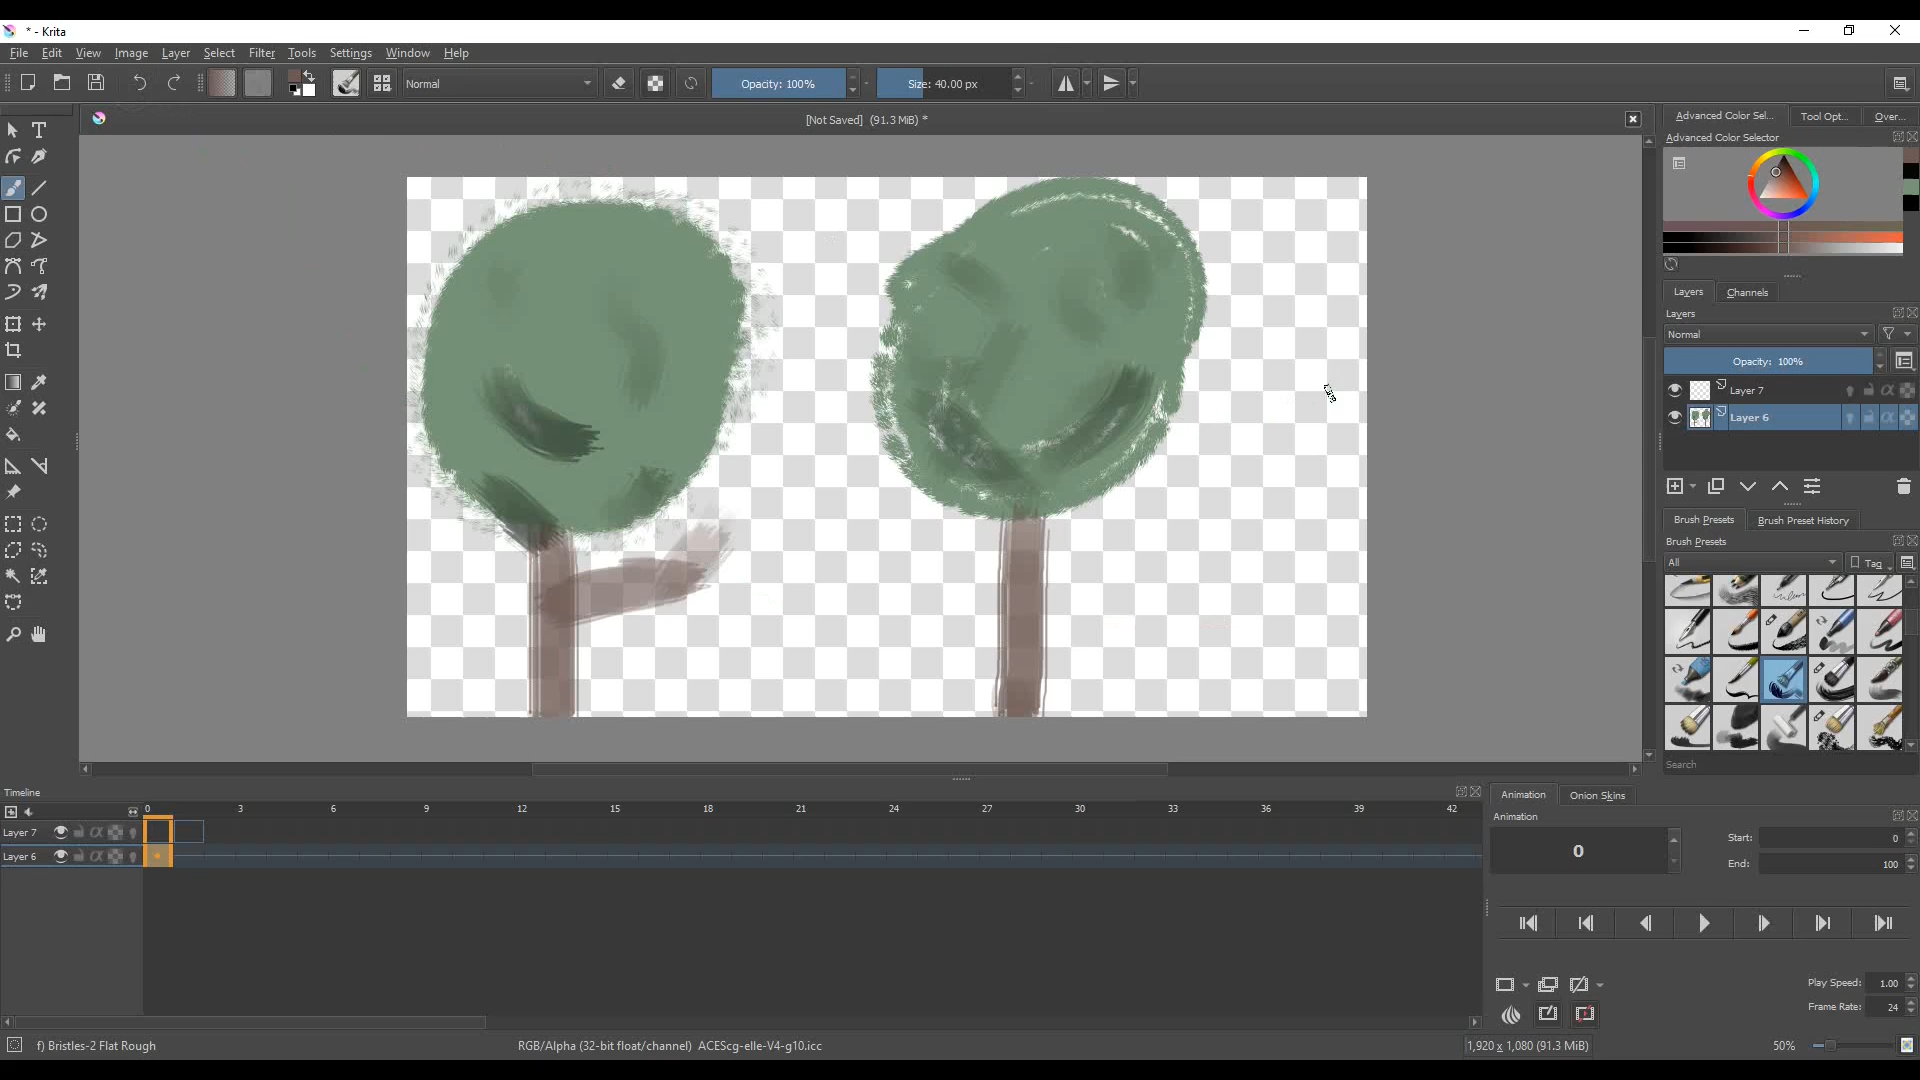 * - Krita
File Edit View Image Layer Select Filter Tools Settings Window Help
Normal Opacity: 100% Size: 40.00 px
[Not Saved] (91.3 MiB) *
Advanced Color Sel... Tool Opt... Over...
Advanced Color Selector
Layers Channels
Layers
Normal
Opacity: 100%
Layer 7
Layer 6
Brush Presets Brush Preset History
Brush Presets
All Tag
Search
Timeline
0 3 6 9 12 15 18 21 24 27 30 33 36 39 42
Layer 7
Layer 6
Animation Onion Skins
Animation
0
Start: 0
End: 100
Play Speed: 1.00
Frame Rate: 24
f) Bristles-2 Flat Rough
RGB/Alpha (32-bit float/channel) ACEScg-elle-V4-g10.icc
1,920 x 1,080 (91.3 MiB)
50%